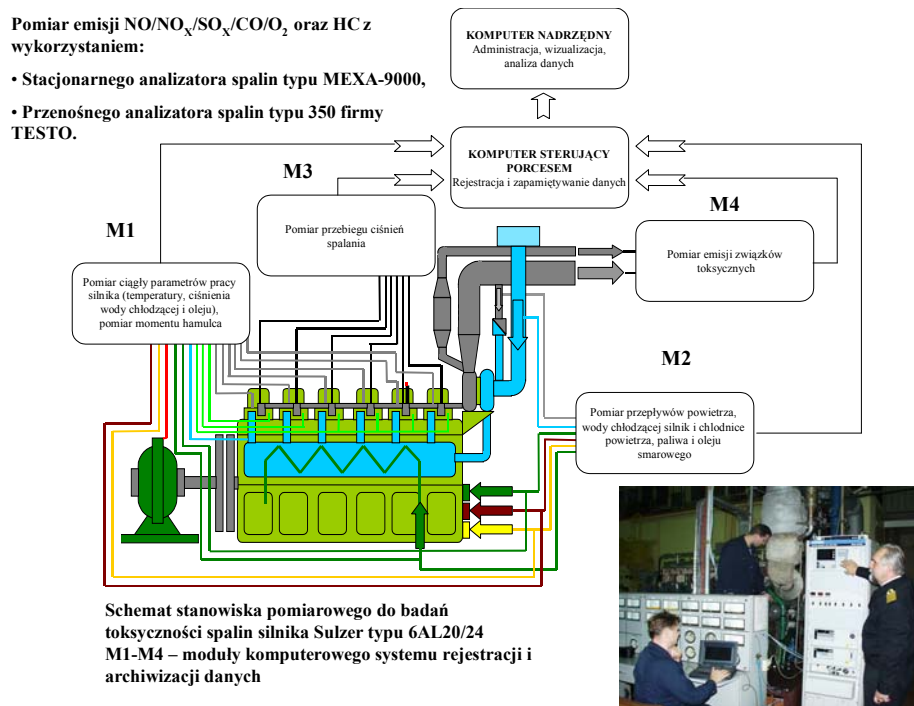 Pomiar emisji NO/NOX/SOX/CO/O2 oraz HC z
wykorzystaniem:
• Stacjonarnego analizatora spalin typu MEXA-9000,
• Przenośnego analizatora spalin typu 350 firmy
TESTO.
KOMPUTER NADRZĘDNY
Administracja, wizualizacja,
analiza danych
KOMPUTER STERUJĄCY
PORCESEM
Rejestracja i zapamiętywanie danych
M3
Pomiar przebiegu ciśnień
spalania
M4
Pomiar emisji związków
toksycznych
M1
Pomiar ciągły parametrów pracy
silnika (temperatury, ciśnienia
wody chłodzącej i oleju),
pomiar momentu hamulca
M2
Pomiar przepływów powietrza,
wody chłodzącej silnik i chlodnice
powietrza, paliwa i oleju
smarowego
Schemat stanowiska pomiarowego do badań
toksyczności spalin silnika Sulzer typu 6AL20/24
M1-M4 – moduły komputerowego systemu rejestracji i
archiwizacji danych